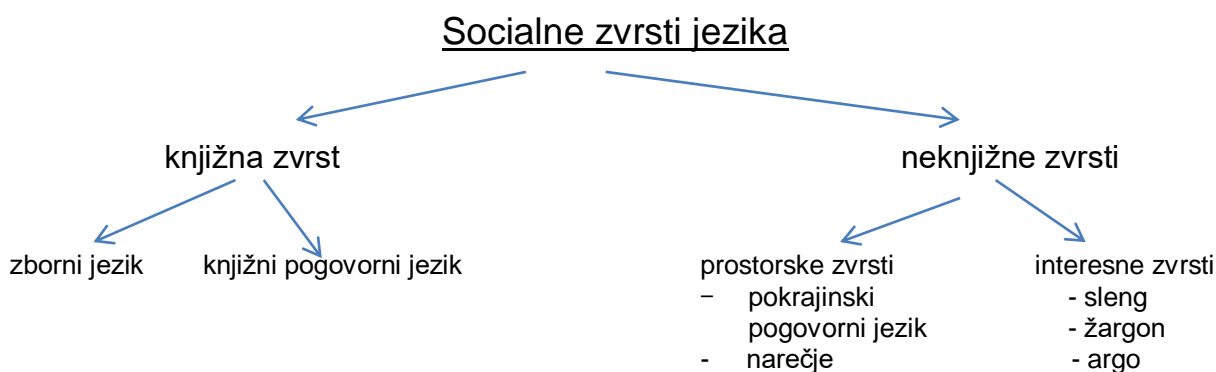 Socialne zvrsti jezika
knjižna zvrst
neknjižne zvrsti
zborni jezik
knjižni pogovorni jezik
prostorske zvrsti
− pokrajinski
pogovorni jezik
- narečje
interesne zvrsti
- sleng
- žargon
- argo